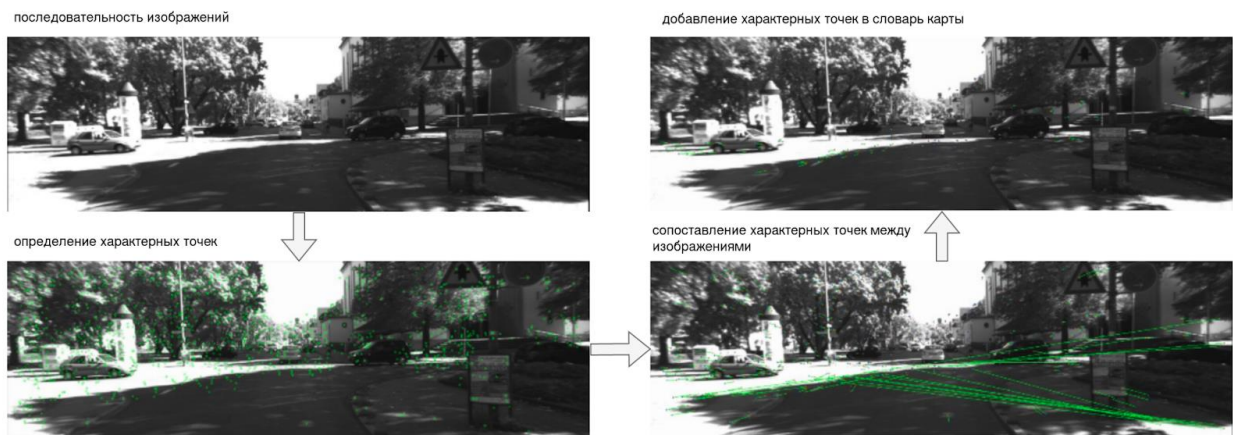 последовательность изображений
добавление характерных точек в словарь карты
определение характерных точек
сопоставление характерных точек между
изображениями